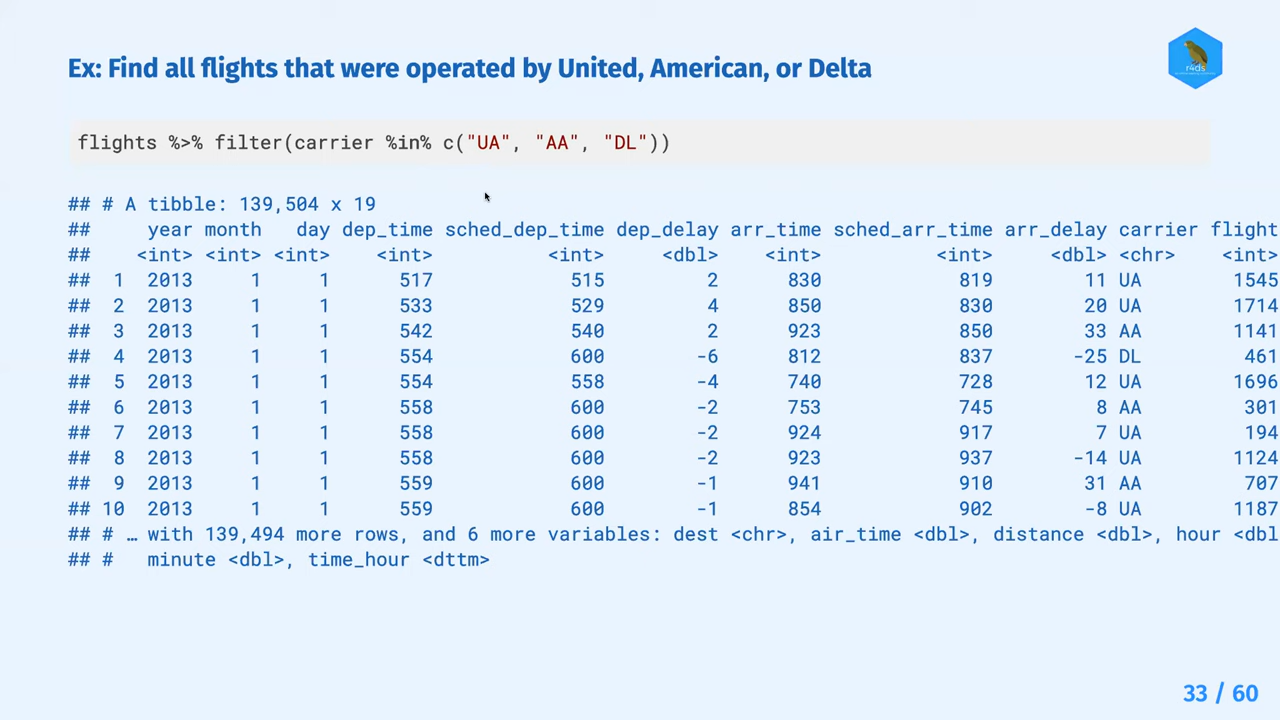 Ex: Find all flights that were operated by United, American, or Delta
r4ds
flights %>% filter(carrier %in% c("UA", "AA", "DL"))
## # A tibble: 139,504 x 19
##     year month   day dep_time sched_dep_time dep_delay arr_time sched_arr_time arr_delay carrier flight
##    <int> <int> <int>    <int>          <int>     <dbl>    <int>          <int>     <dbl> <chr>    <int>
##  1  2013     1     1      517            515         2      830            819        11 UA        1545
##  2  2013     1     1      533            529         4      850            830        20 UA        1714
##  3  2013     1     1      542            540         2      923            850        33 AA        1141
##  4  2013     1     1      554            600        -6      812            837       -25 DL         461
##  5  2013     1     1      554            558        -4      740            728        12 UA        1696
##  6  2013     1     1      558            600        -2      753            745         8 AA         301
##  7  2013     1     1      558            600        -2      924            917         7 UA         194
##  8  2013     1     1      558            600        -2      923            937       -14 UA        1124
##  9  2013     1     1      559            600        -1      941            910        31 AA         707
## 10  2013     1     1      559            600        -1      854            902        -8 UA        1187
## # … with 139,494 more rows, and 6 more variables: dest <chr>, air_time <dbl>, distance <dbl>, hour <dbl
## #   minute <dbl>, time_hour <dttm>
33 / 60